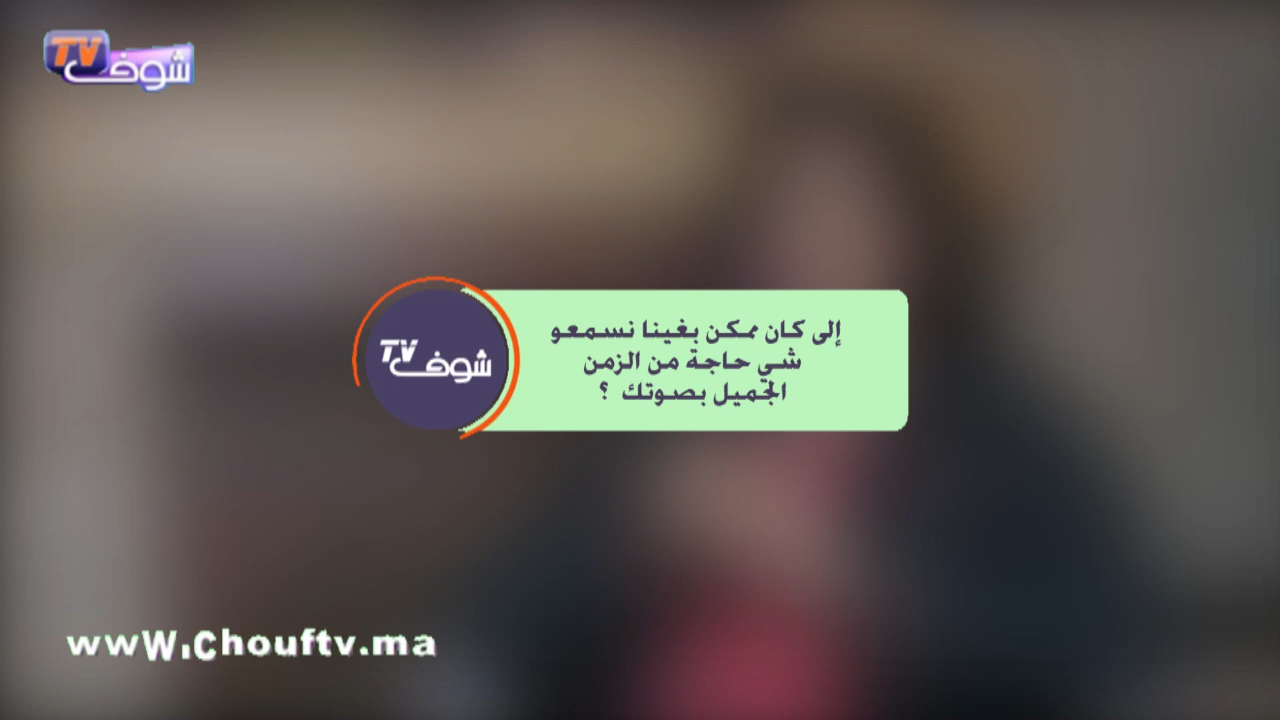 TV شوف
إلى كان ممكن بغينا نسمعو
شي حاجة من الزمن
الجميل بصوتك ؟
TV شوف
wwW.Chouftv.ma